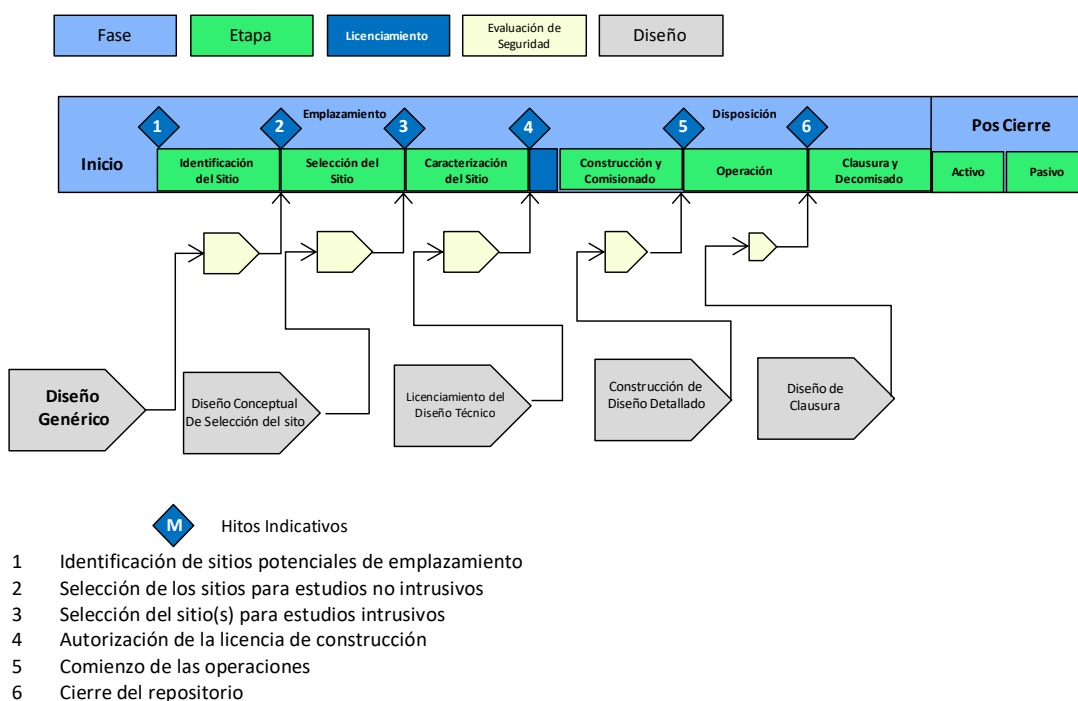 Fase
Etapa
Licenciamiento
Evaluación de
Seguridad
Diseño
1
2
Emplazamiento
3
4
5
Disposición
6
Pos Cierre
Inicio
Identificación
del Sitio
Selección del
Sitio
Caracterización
del Sitio
Construcción y
Comisionado
Operación
Clausura y
Decomisado
Activo
Pasivo
Diseño
Genérico
Diseño Conceptual
De Selección del sito
Licenciamiento del
Diseño Técnico
Construcción de
Diseño Detallado
Diseño de
Clausura
M Hitos Indicativos
1 Identificación de sitios potenciales de emplazamiento
2 Selección de los sitios para estudios no intrusivos
3 Selección del sitio(s) para estudios intrusivos
4 Autorización de la licencia de construcción
5 Comienzo de las operaciones
6 Cierre del repositorio